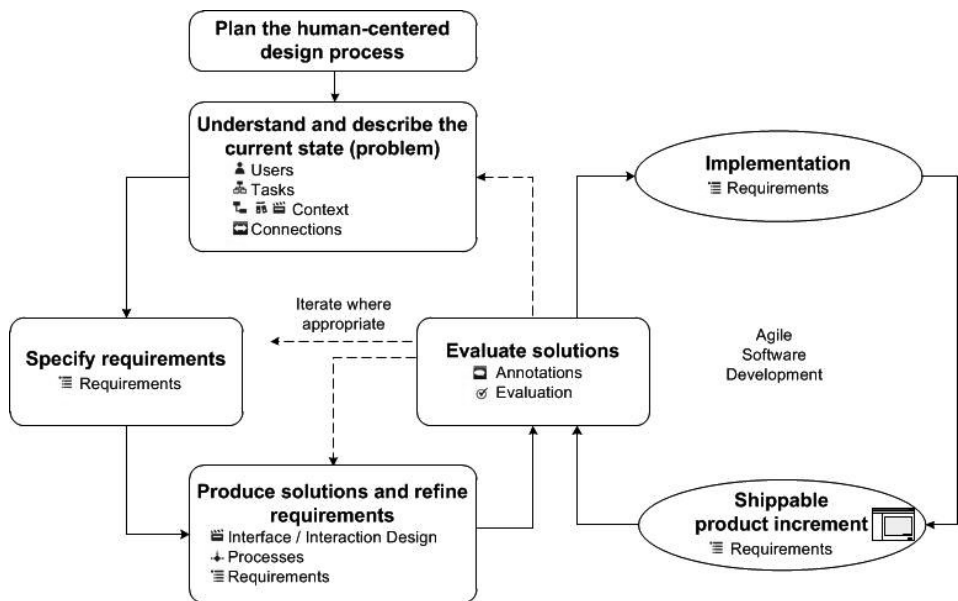 Plan the human-centered
design process
Understand and describe the
current state (problem)
Users
Tasks
Context
Connections
Implementation
Requirements
Iterate where
appropriate
Specify requirements
Requirements
Evaluate solutions
Annotations
Evaluation
Agile
Software
Development
Produce solutions and refine
requirements
Interface / Interaction Design
Processes
Requirements
Shippable
product increment
Requirements